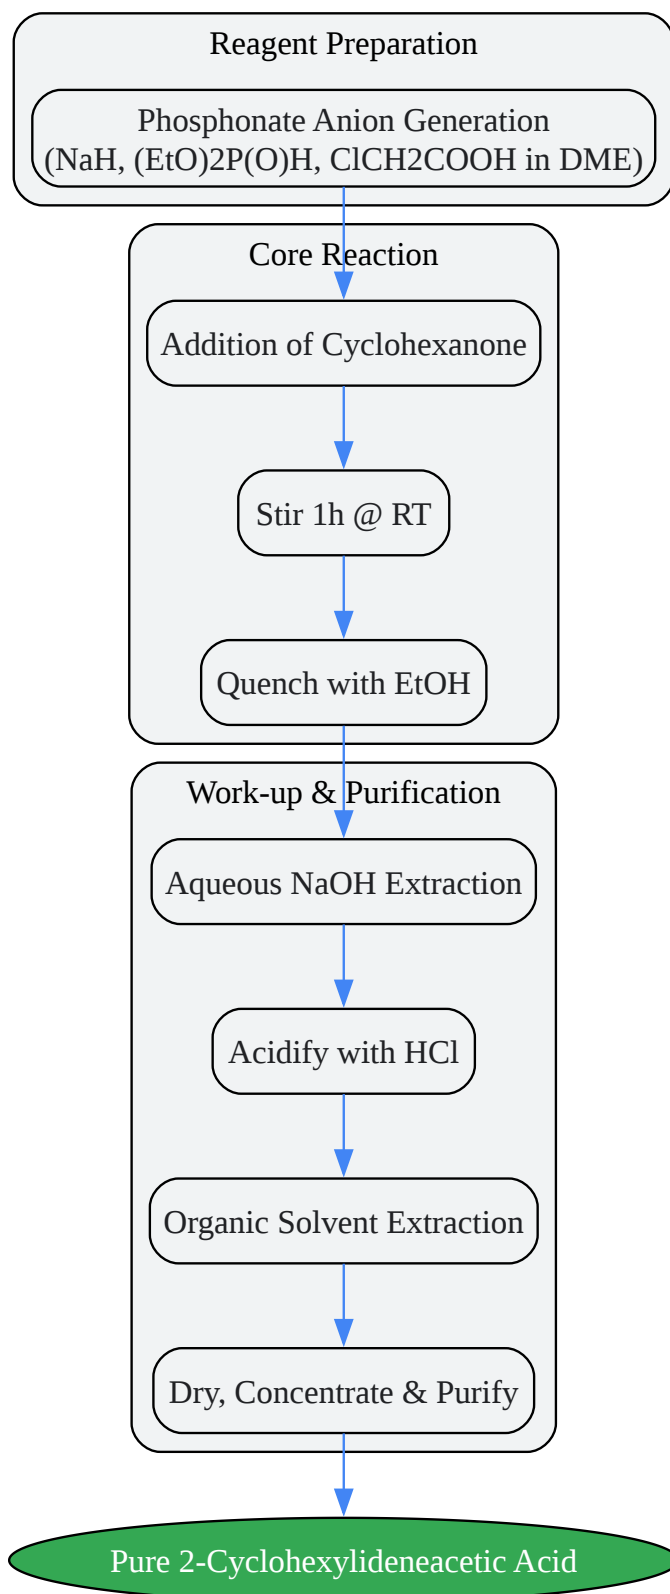 Reagent Preparation
Phosphonate Anion Generation
(NaH, (EtO)2P(O)H, ClCH2COOH in DME)
Core Reaction
Addition of Cyclohexanone
Stir 1h @ RT
Quench with EtOH
Work-up & Purification
Aqueous NaOH Extraction
Acidify with HCl
Organic Solvent Extraction
Dry, Concentrate & Purify
Pure 2-Cyclohexylideneacetic Acid